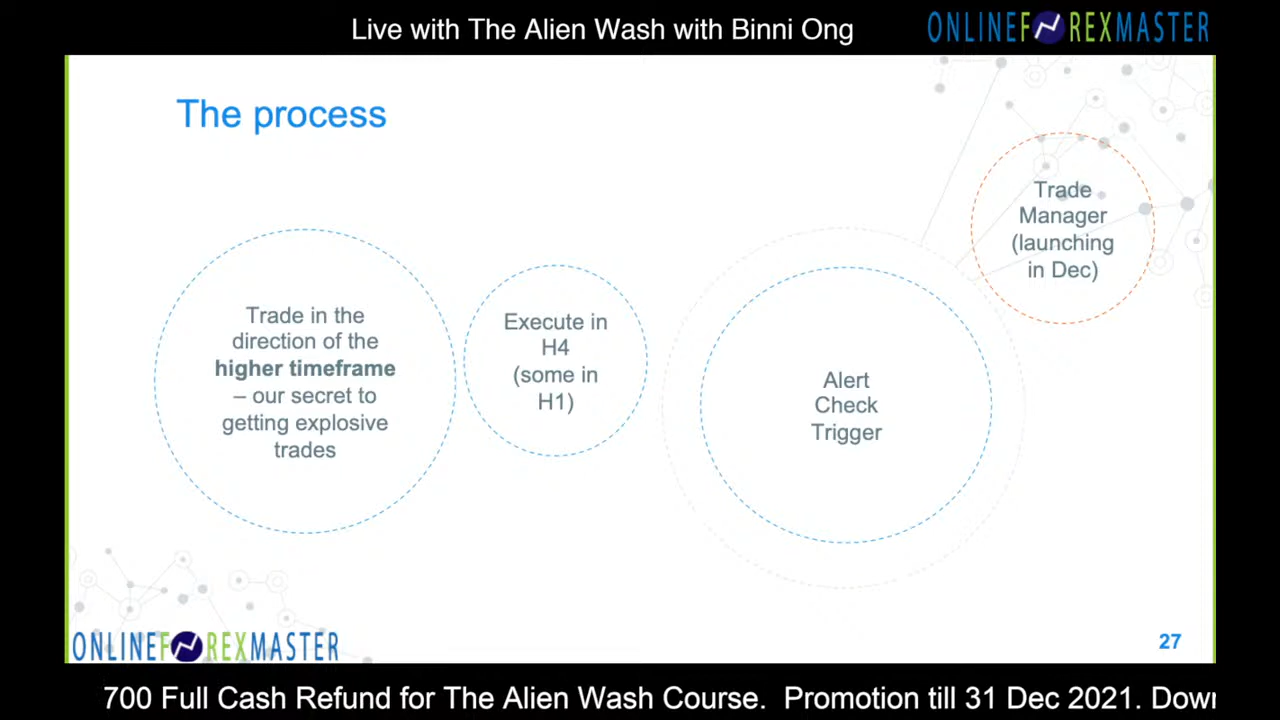 Live with The Alien Wash with Binni Ong
ONLINEFOREXMASTER
The process
Trade in the
direction of the
higher timeframe
– our secret to
getting explosive
trades
Execute in
H4
(some in
H1)
Alert
Check
Trigger
Trade
Manager
(launching
in Dec)
ONLINEFOREXMASTER
27
700 Full Cash Refund for The Alien Wash Course. Promotion till 31 Dec 2021.